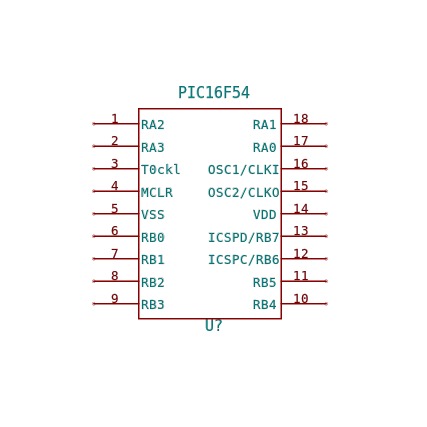 PIC16F54
1 RA2 RA1 18
2 RA3 RA0 17
3 T0ckl OSC1/CLKI 16
4 MCLR OSC2/CLKO 15
5 VSS VDD 14
6 RB0 ICSPD/RB7 13
7 RB1 ICSPC/RB6 12
8 RB2 RB5 11
9 RB3 RB4 10
U?